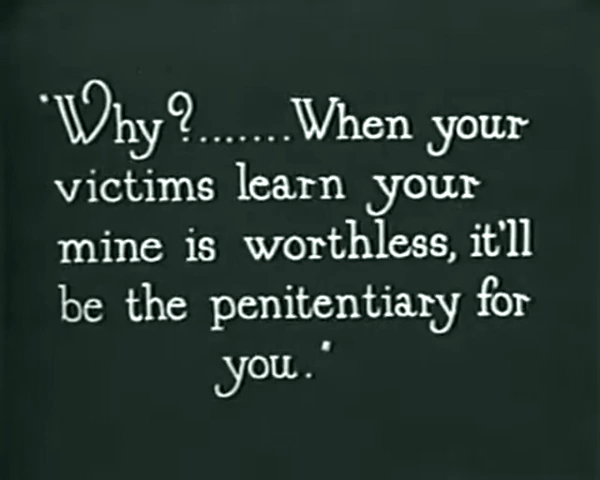 "Why?.......When your
victims learn your
mine is worthless, it'll
be the penitentiary for
you."